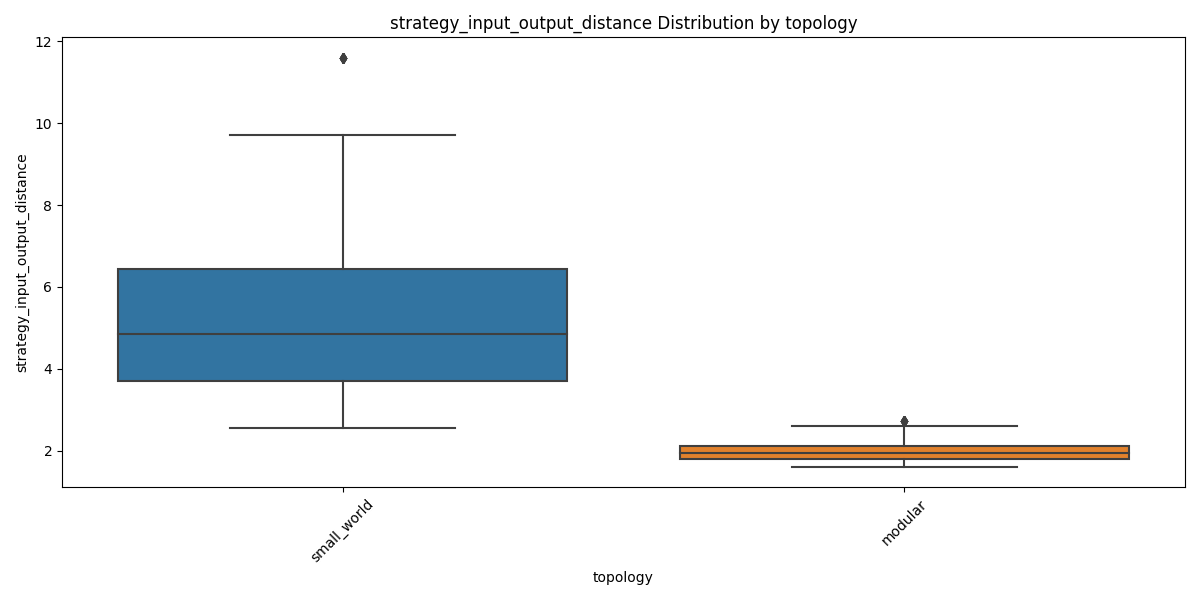 strategy_input_output_distance Distribution by topology
strategy_input_output_distance
12
10
8
6
4
2
small_world
modular
topology